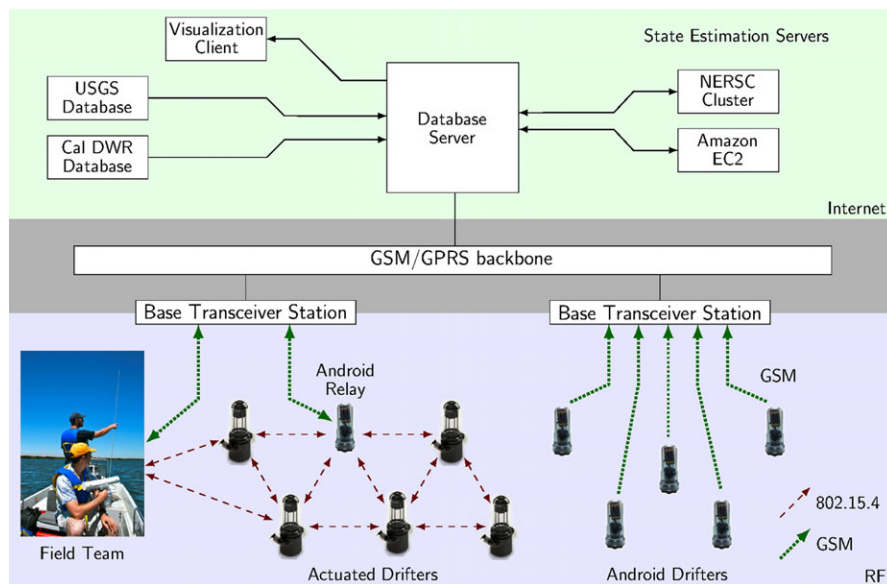 Visualization
Client
State Estimation Servers
USGS
Database
NERSC
Cluster
Database
Server
Cal DWR
Database
Amazon
EC2
Internet
GSM/GPRS backbone
Base Transceiver Station
Base Transceiver Station
Android
Relay
GSM
802.15.4
GSM
Field Team
Actuated Drifters
Android Drifters
RF